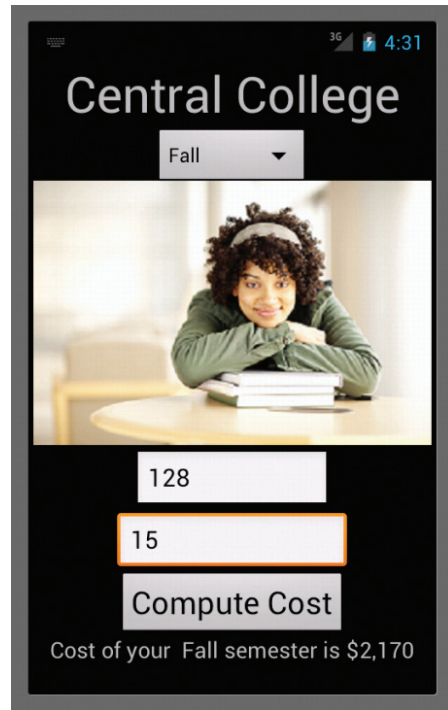 3G 4:31
Central College
Fall
128
15
Compute Cost
Cost of your  Fall semester is $2,170